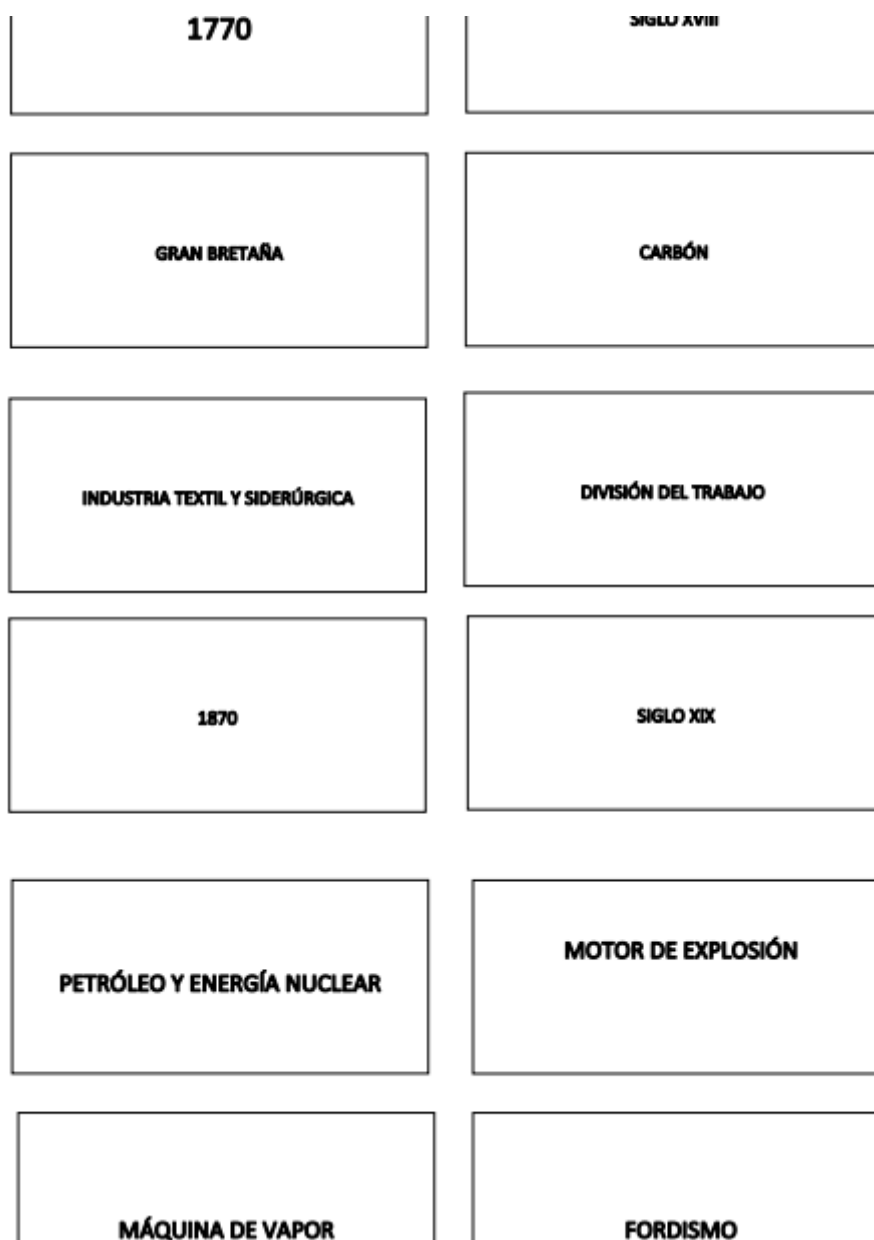 1770
SIGLO XVIII
GRAN BRETAÑA
CARBÓN
INDUSTRIA TEXTIL Y SIDERÚRGICA
DIVISIÓN DEL TRABAJO
1870
SIGLO XIX
PETRÓLEO Y ENERGÍA NUCLEAR
MOTOR DE EXPLOSIÓN
MÁQUINA DE VAPOR
FORDISMO